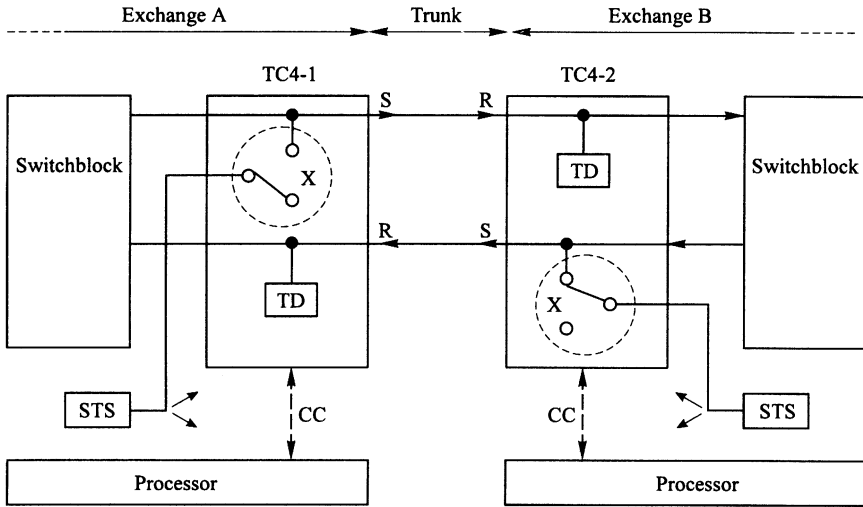 Exchange A Trunk Exchange B
TC4-1 TC4-2
S R
Switchblock X TD Switchblock
R S
TD X
STS CC CC STS
Processor Processor